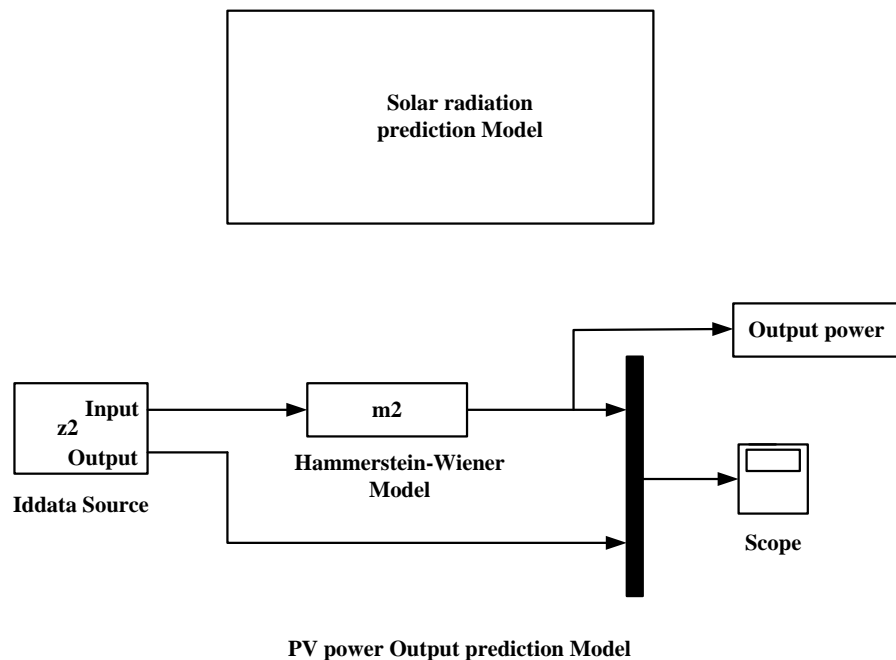 Solar radiation
prediction Model
Output power
Input
z2
Output
m2
Hammerstein-Wiener
Model
Iddata Source
Scope
PV power Output prediction Model